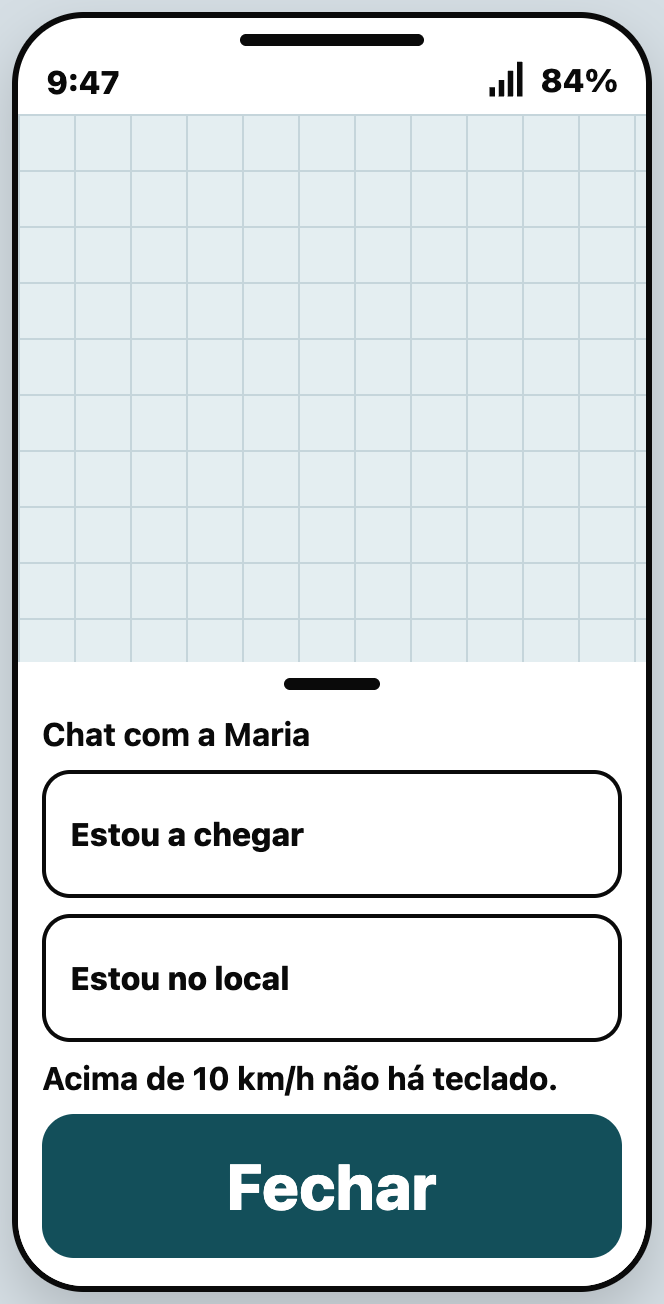 9:47 84%
Chat com a Maria
Estou a chegar
Estou no local
Acima de 10 km/h não há teclado.
Fechar